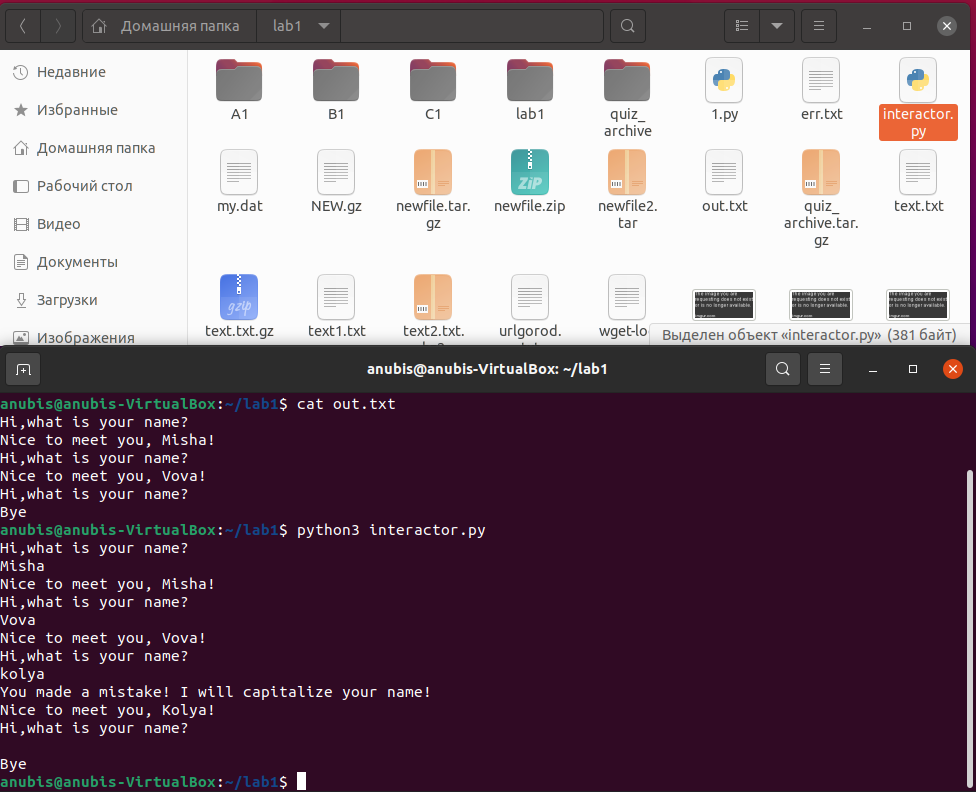 Домашняя папка lab1
Недавние
Избранные
Домашняя папка
Рабочий стол
Видео
Документы
Загрузки
Изображения
A1 B1 C1 lab1 quiz_ 1.py err.txt interactor.
archive py
my.dat NEW.gz newfile.tar. newfile.zip newfile2. out.txt quiz_ text.txt
gz ZiP tar archive.tar.
gz
gzip
text.txt.gz text1.txt text2.txt. urlgorod. wget-lo
Выделен объект «interactor.py» (381 байт)
anubis@anubis-VirtualBox: ~/lab1
anubis@anubis-VirtualBox:~/lab1$ cat out.txt
Hi,what is your name?
Nice to meet you, Misha!
Hi,what is your name?
Nice to meet you, Vova!
Hi,what is your name?
Bye
anubis@anubis-VirtualBox:~/lab1$ python3 interactor.py
Hi,what is your name?
Misha
Nice to meet you, Misha!
Hi,what is your name?
Vova
Nice to meet you, Vova!
Hi,what is your name?
kolya
You made a mistake! I will capitalize your name!
Nice to meet you, Kolya!
Hi,what is your name?
Bye
anubis@anubis-VirtualBox:~/lab1$